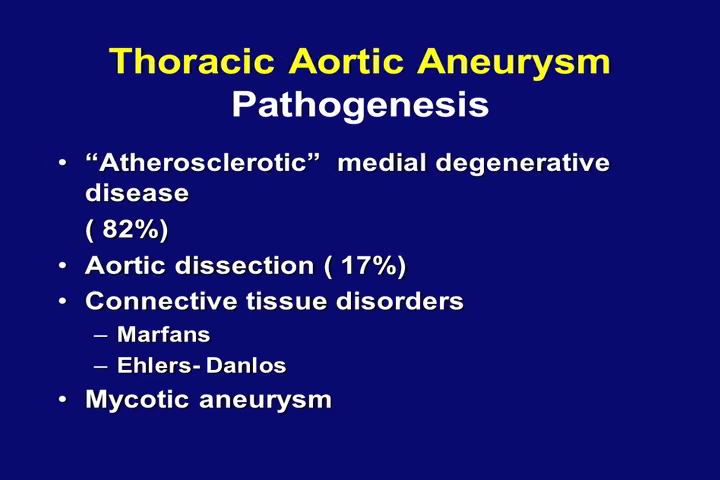 Thoracic Aortic Aneurysm
Pathogenesis
• “Atherosclerotic” medial degenerative
disease
( 82%)
• Aortic dissection ( 17%)
• Connective tissue disorders
– Marfans
– Ehlers- Danlos
• Mycotic aneurysm